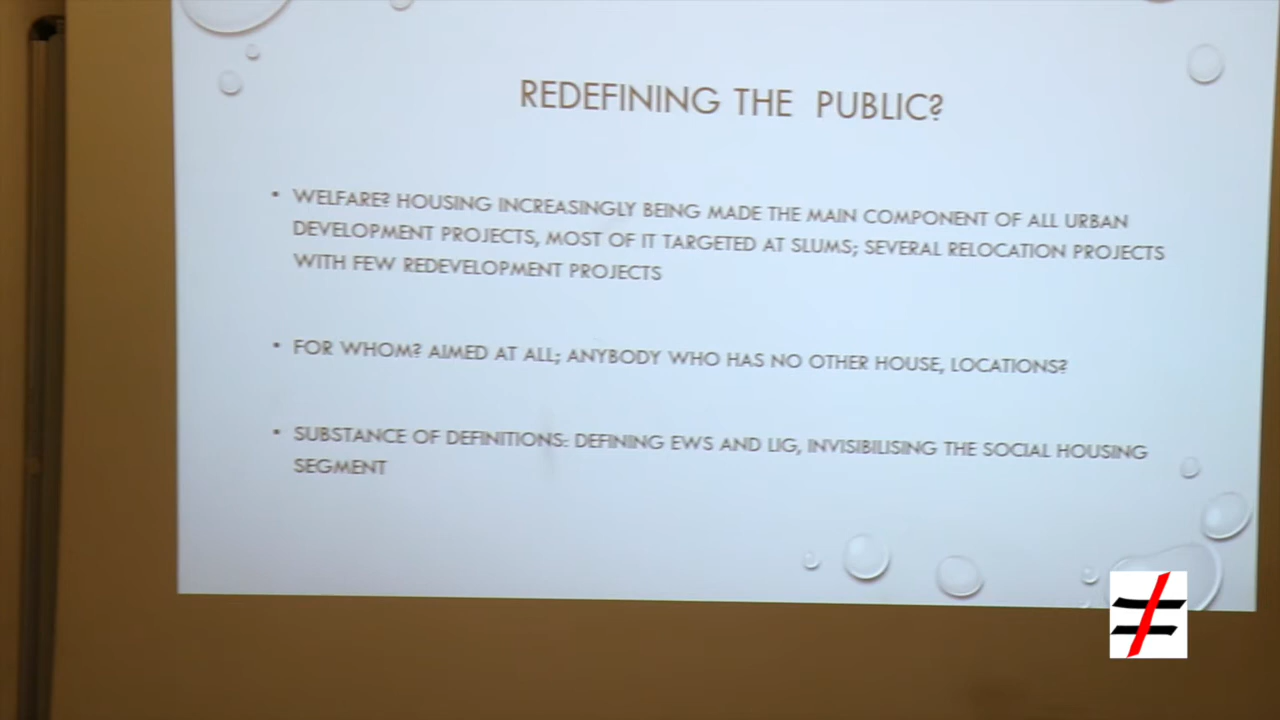 REDEFINING THE PUBLIC?
• WELFARE? HOUSING INCREASINGLY BEING MADE THE MAIN COMPONENT OF ALL URBAN
DEVELOPMENT PROJECTS, MOST OF IT TARGETED AT SLUMS; SEVERAL RELOCATION PROJECTS
WITH FEW REDEVELOPMENT PROJECTS
• FOR WHOM? AIMED AT ALL; ANYBODY WHO HAS NO OTHER HOUSE, LOCATIONS?
• SUBSTANCE OF DEFINITIONS: DEFINING EWS AND LIG, INVISIBILISING THE SOCIAL HOUSING
SEGMENT